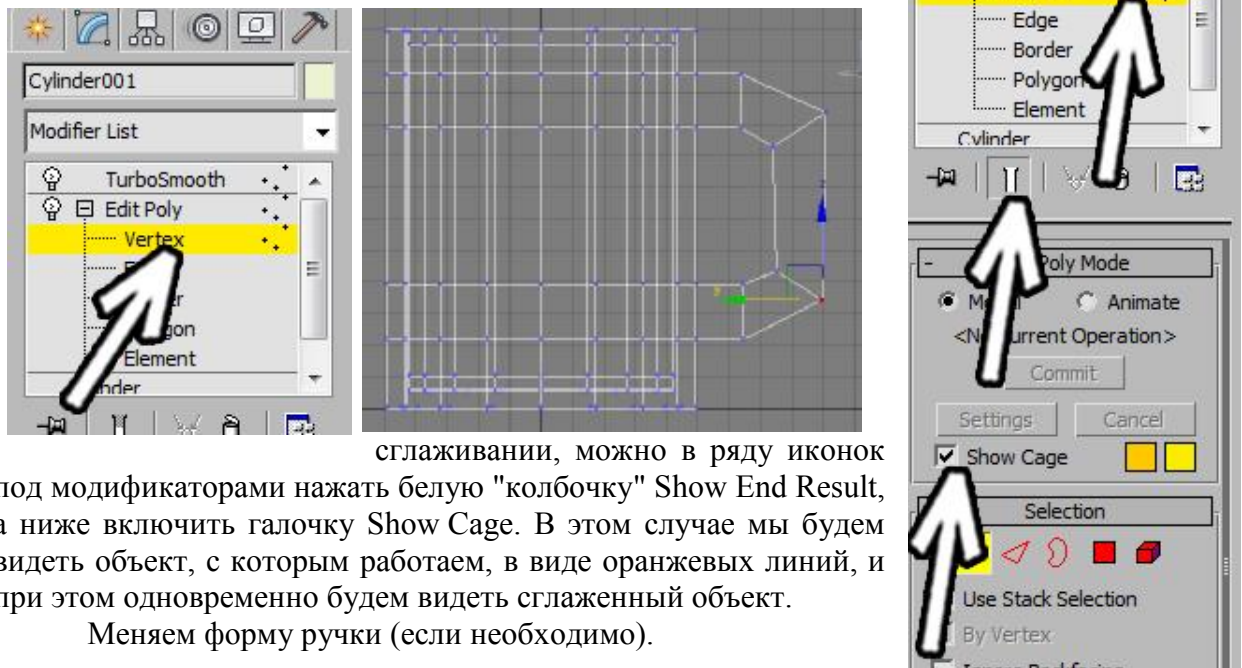 Cylinder001
Modifier List
TurboSmooth
Edit Poly
Vertex
Element
Edge
Border
Polygon
Element
Cylinder
Poly Mode
Animate
Commit
Settings
Cancel
Show Cage
Selection
Use Stack Selection
By Vertex
сглаживании, можно в ряду иконок
под модификаторами нажать белую "колбочку" Show End Result,
а ниже включить галочку Show Cage. В этом случае мы будем
видеть объект, с которым работаем, в виде оранжевых линий, и
при этом одновременно будем видеть сглаженный объект.
Меняем форму ручки (если необходимо).